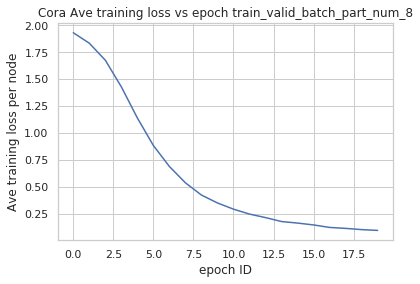 Cora Ave training loss vs epoch train_valid_batch_part_num_8
Ave training loss per node
2.00
1.75
1.50
1.25
1.00
0.75
0.50
0.25
0.0 2.5 5.0 7.5 10.0 12.5 15.0 17.5
epoch ID